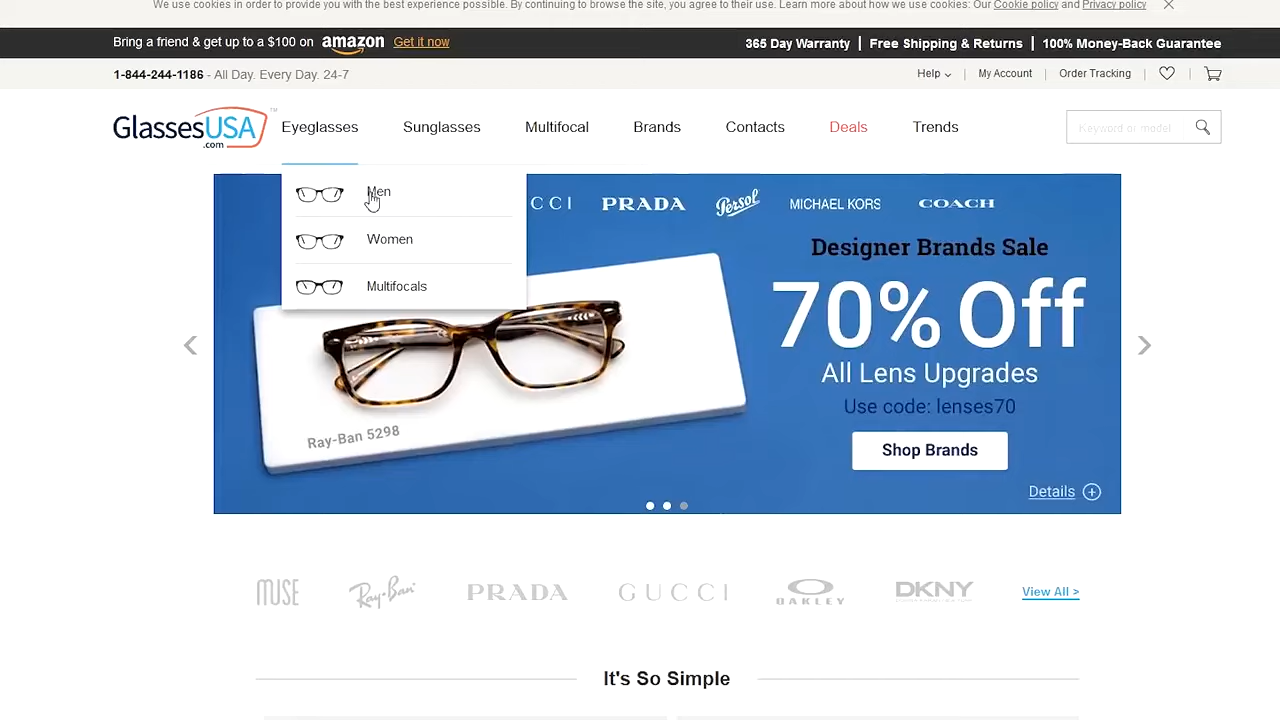 We use cookies in order to provide you with the best experience possible. By continuing to browse the site, you agree to their use. Learn more about how we use cookies: Our Cookie policy and Privacy policy
Bring a friend & get up to a $100 on amazon Get it now
365 Day Warranty | Free Shipping & Returns | 100% Money-Back Guarantee
1-844-244-1186 - All Day. Every Day. 24-7
Help | My Account | Order Tracking
GlassesUSA.com™
Eyeglasses Sunglasses Multifocal Brands Contacts Deals Trends
Keyword or model
Men
Women
Multifocals
CCI PRADA Persol MICHAEL KORS COACH
Designer Brands Sale
70% Off
All Lens Upgrades
Use code: lenses70
Shop Brands
Details
Ray-Ban 5298
MUSE Ray-Ban PRADA GUCCI OAKLEY DKNY View All >
It's So Simple